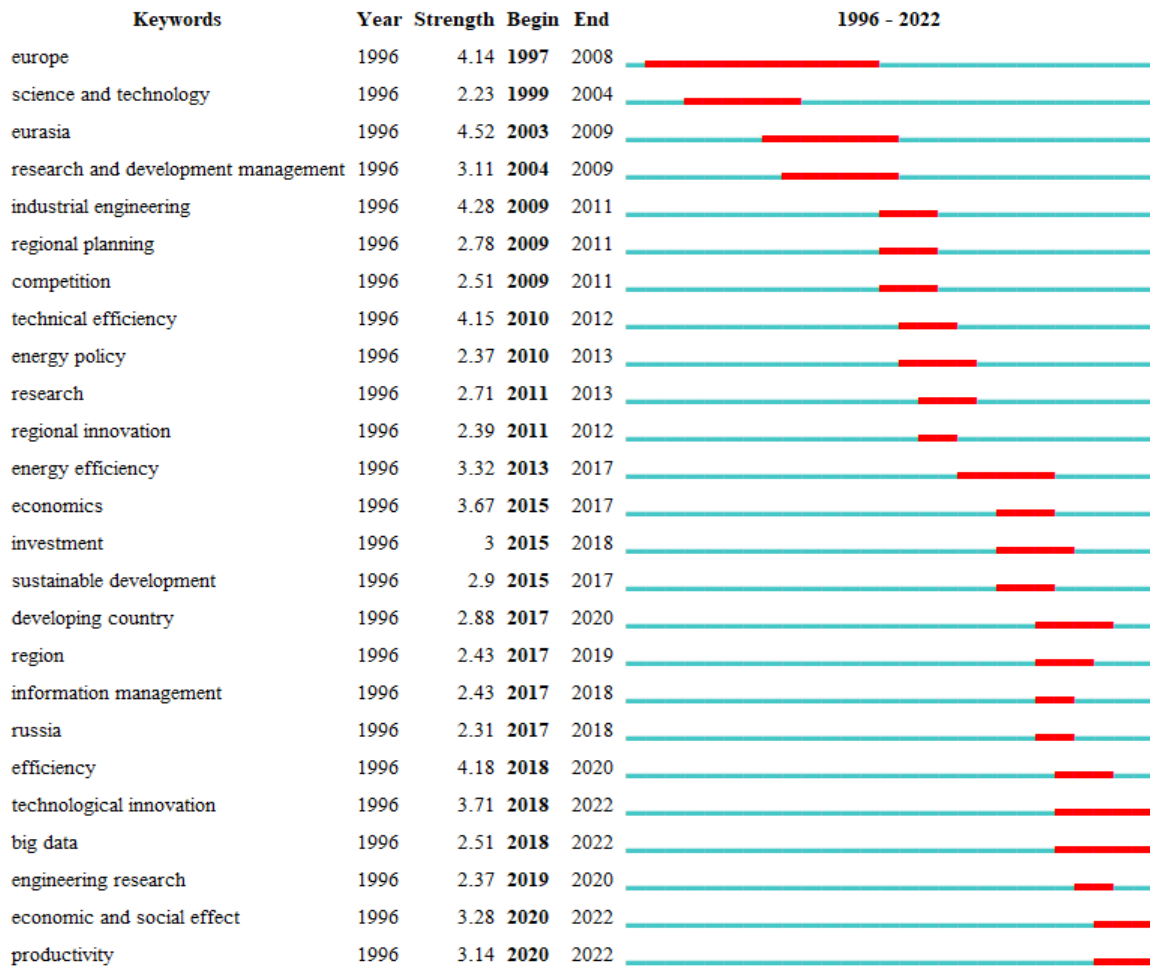 Keywords Year Strength Begin End 1996 - 2022
europe 1996 4.14 1997 2008
science and technology 1996 2.23 1999 2004
eurasia 1996 4.52 2003 2009
research and development management 1996 3.11 2004 2009
industrial engineering 1996 4.28 2009 2011
regional planning 1996 2.78 2009 2011
competition 1996 2.51 2009 2011
technical efficiency 1996 4.15 2010 2012
energy policy 1996 2.37 2010 2013
research 1996 2.71 2011 2013
regional innovation 1996 2.39 2011 2012
energy efficiency 1996 3.32 2013 2017
economics 1996 3.67 2015 2017
investment 1996 3 2015 2018
sustainable development 1996 2.9 2015 2017
developing country 1996 2.88 2017 2020
region 1996 2.43 2017 2019
information management 1996 2.43 2017 2018
russia 1996 2.31 2017 2018
efficiency 1996 4.18 2018 2020
technological innovation 1996 3.71 2018 2022
big data 1996 2.51 2018 2022
engineering research 1996 2.37 2019 2020
economic and social effect 1996 3.28 2020 2022
productivity 1996 3.14 2020 2022